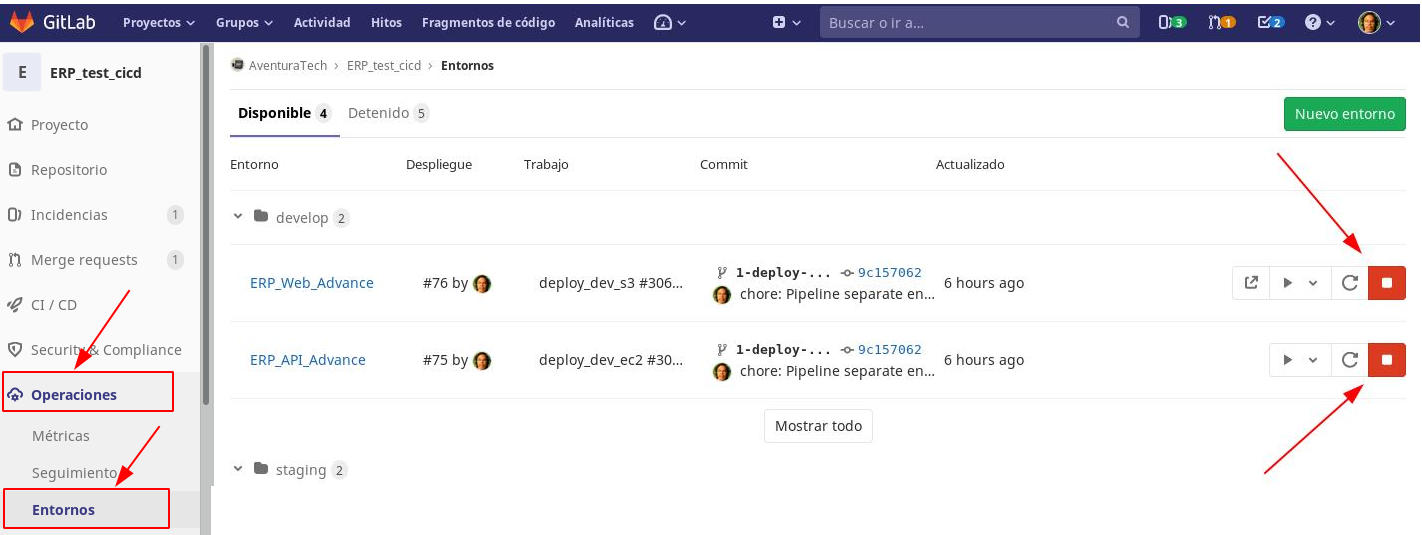 GitLab Proyectos Grupos Actividad Hitos Fragmentos de código Analíticas Buscar o ir a... 3 1 2
E ERP_test_cicd
Proyecto
Repositorio
Incidencias 1
Merge requests 1
CI / CD
Security & Compliance
Operaciones
Métricas
Seguimiento
Entornos
AventuraTech › ERP_test_cicd › Entornos
Disponible 4 Detenido 5 Nuevo entorno
Entorno Despliegue Trabajo Commit Actualizado
develop 2
ERP_Web_Advance #76 by deploy_dev_s3 #306... 1-deploy-... 9c157062 6 hours ago
chore: Pipeline separate en...
ERP_API_Advance #75 by deploy_dev_ec2 #30... 1-deploy-... 9c157062 6 hours ago
chore: Pipeline separate en...
Mostrar todo
staging 2